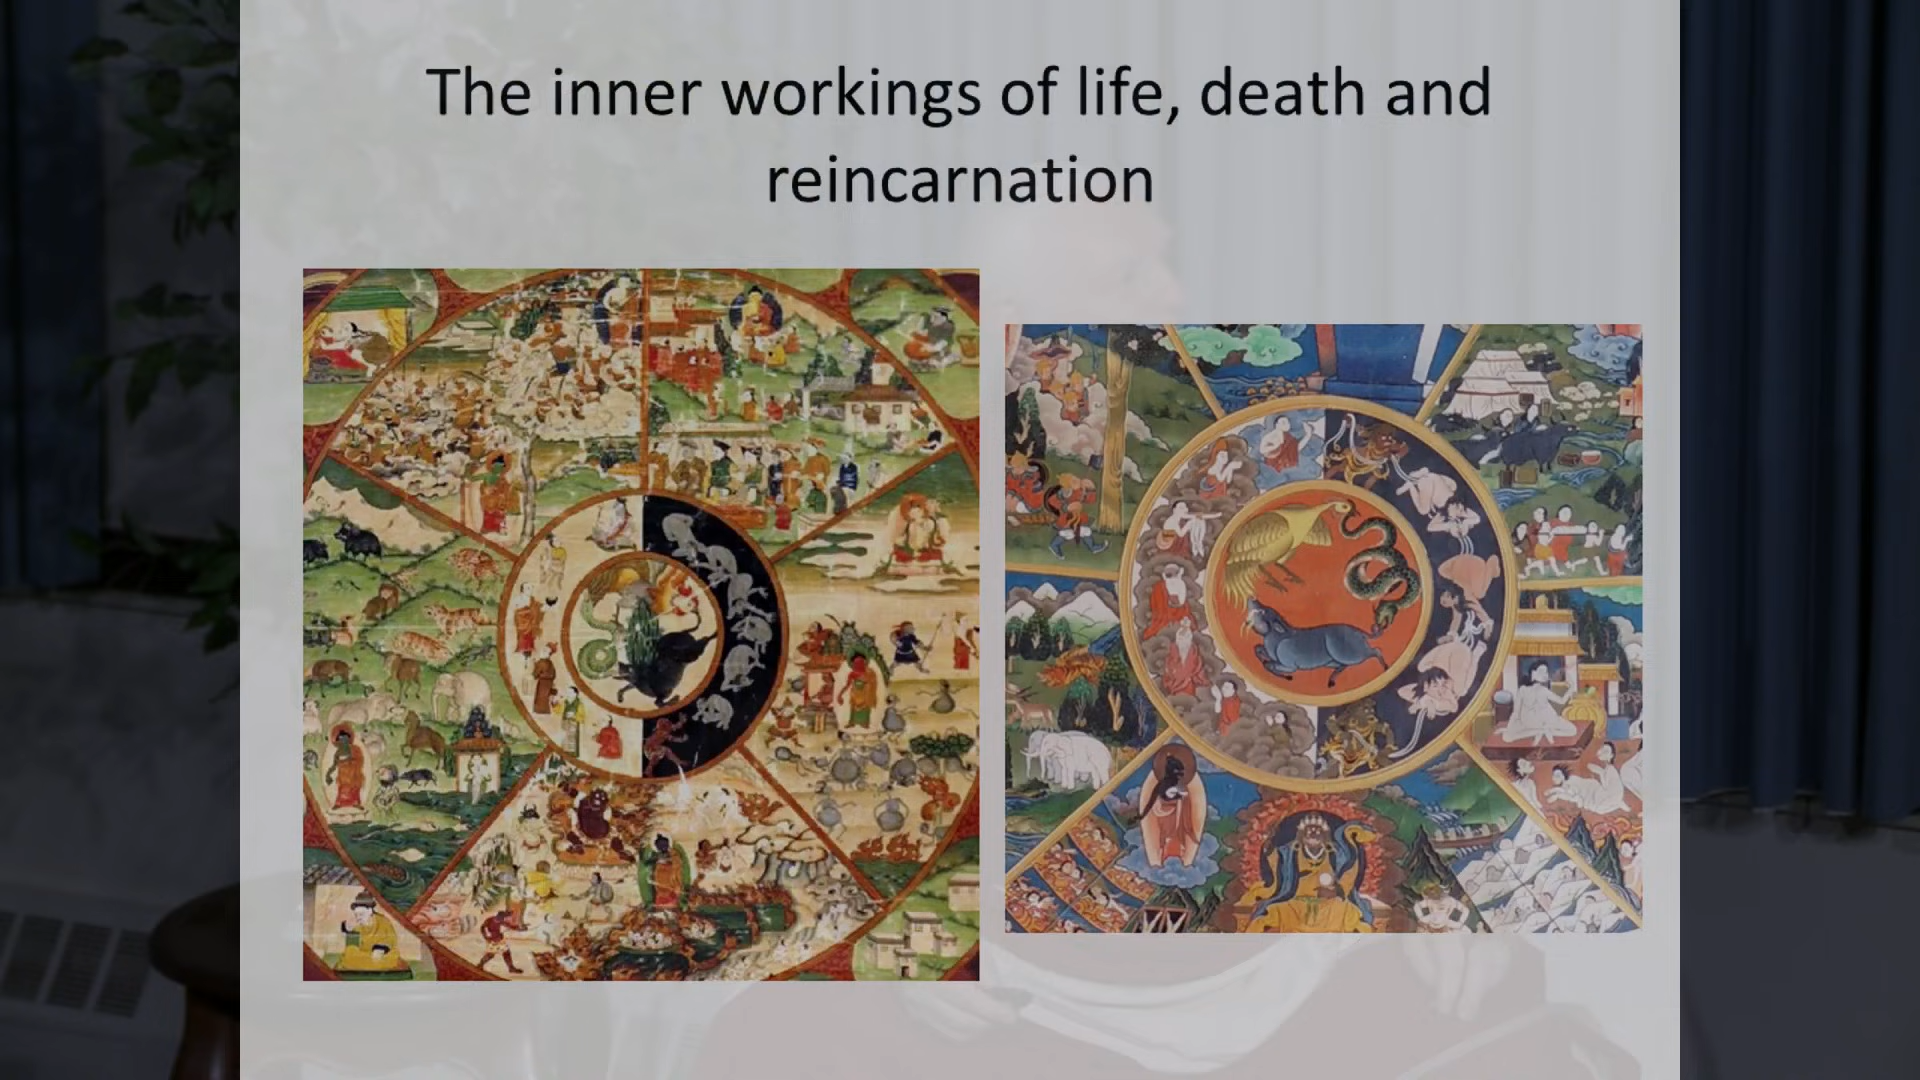 The inner workings of life, death and
reincarnation